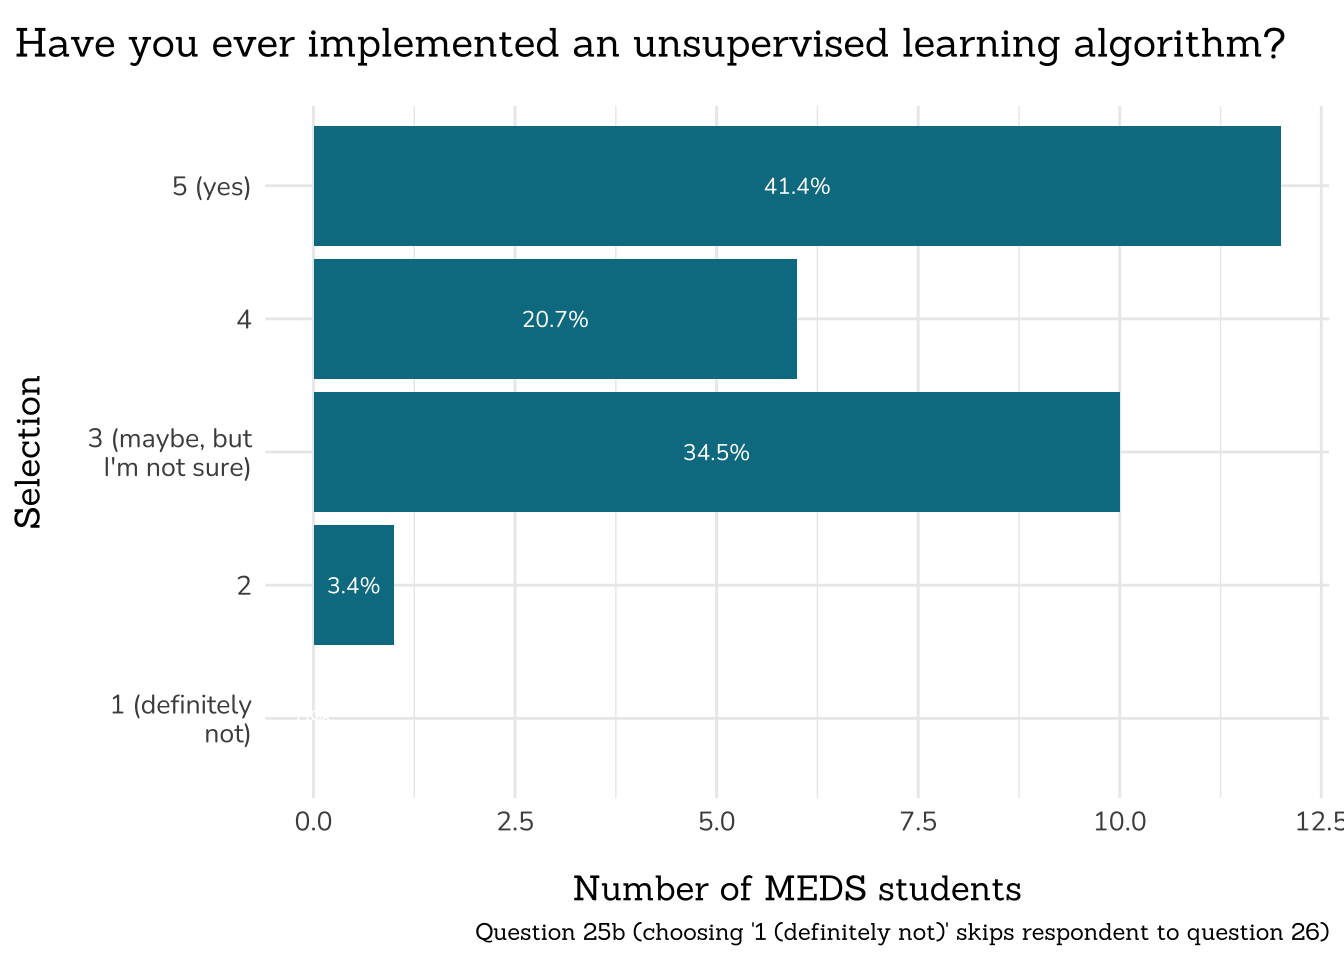 Have you ever implemented an unsupervised learning algorithm?
5 (yes)
41.4%
4
20.7%
3 (maybe, but
I'm not sure)
34.5%
2
3.4%
1 (definitely
not)
Selection
0.0
2.5
5.0
7.5
10.0
12.5
Number of MEDS students
Question 25b (choosing '1 (definitely not)' skips respondent to question 26)